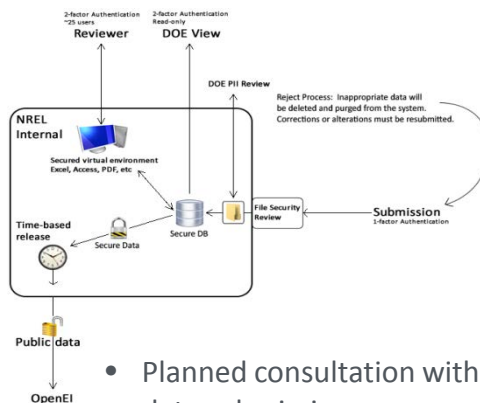 2-factor Authentication
~25 users
Reviewer
2-factor Authentication
Read-only
DOE View
DOE PII Review
Reject Process: Inappropriate data will
be deleted and purged from the system.
Corrections or alterations must be resubmitted.
NREL
Internal
Secured virtual environment
Excel, Access, PDF, etc
File Security
Review
Submission
1-factor Authentication
Time-based
release
Secure Data
Secure DB
Public data
OpenEI
• Planned consultation with